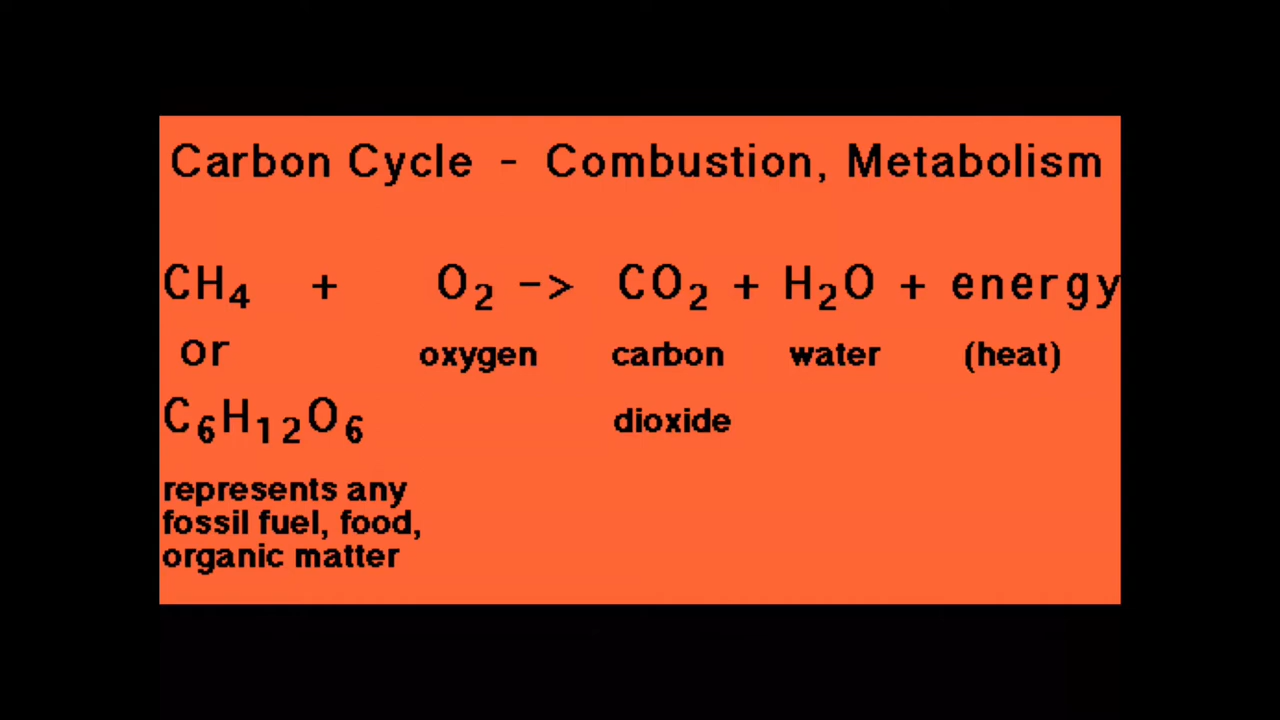 Carbon Cycle - Combustion, Metabolism
CH₄ + O₂ -> CO₂ + H₂O + energy
or oxygen carbon water (heat)
C₆H₁₂O₆ dioxide
represents any
fossil fuel, food,
organic matter